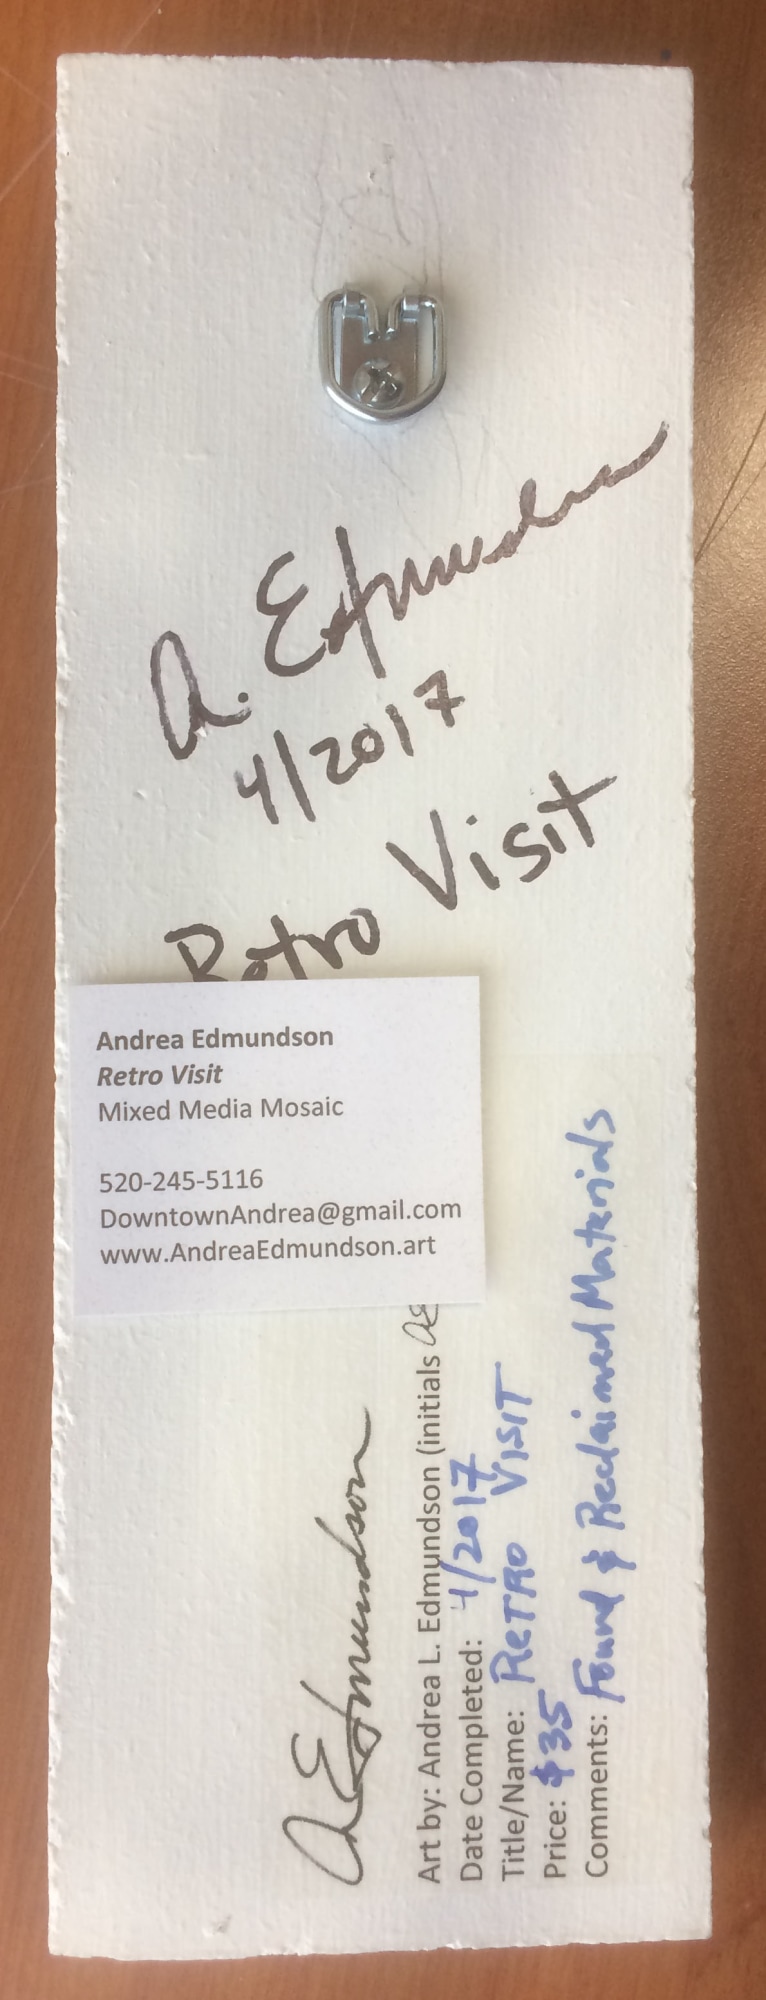 A. Edmundson
4/2017
Retro Visit
Andrea Edmundson
Retro Visit
Mixed Media Mosaic
520-245-5116
DowntownAndrea@gmail.com
www.AndreaEdmundson.art
A Edmundson
Art by: Andrea L. Edmundson (initials ae
Date Completed: 4/2017
Title/Name: RETRO VISIT
Price: $35
Comments: Found & Reclaimed Materials